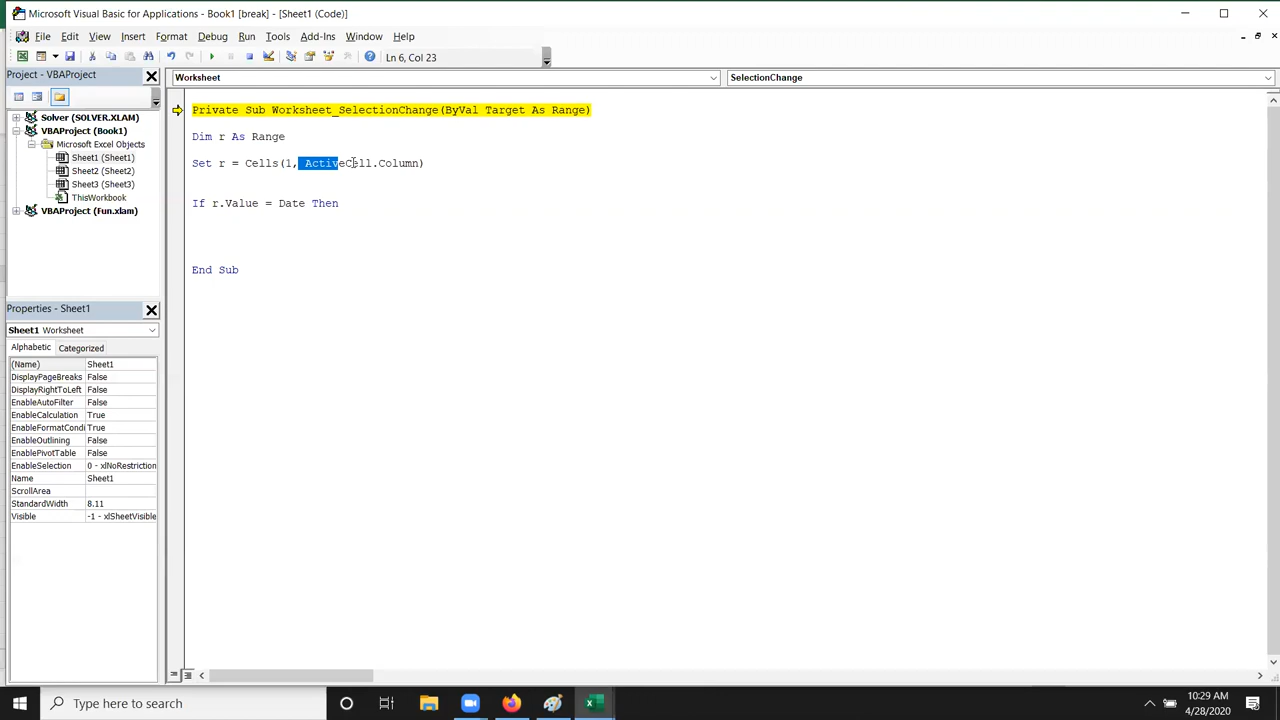 Microsoft Visual Basic for Applications - Book1 [break] - [Sheet1 (Code)]
File Edit View Insert Format Debug Run Tools Add-Ins Window Help
Ln 6, Col 23
Project - VBAProject
Worksheet
SelectionChange
Solver (SOLVER.XLAM)
VBAProject (Book1)
Microsoft Excel Objects
Sheet1 (Sheet1)
Sheet2 (Sheet2)
Sheet3 (Sheet3)
ThisWorkbook
VBAProject (Fun.xlam)
Private Sub Worksheet_SelectionChange(ByVal Target As Range)
Dim r As Range
Set r = Cells(1, ActiveCell.Column)
If r.Value = Date Then
End Sub
Properties - Sheet1
Sheet1 Worksheet
Alphabetic Categorized
(Name) Sheet1
DisplayPageBreaks False
DisplayRightToLeft False
EnableAutoFilter False
EnableCalculation True
EnableFormatCondi True
EnableOutlining False
EnablePivotTable False
EnableSelection 0 - xlNoRestriction
Name Sheet1
ScrollArea
StandardWidth 8.11
Visible -1 - xlSheetVisible
Type here to search
10:29 AM
4/28/2020